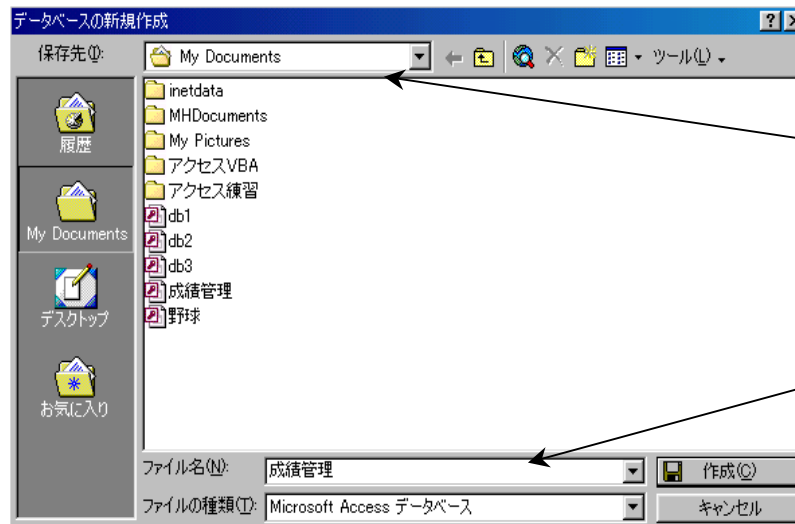 データベースの新規作成
保存先(I):
My Documents
ツール(L)
履歴
My Documents
デスクトップ
お気に入り
inetdata
MHDocuments
My Pictures
アクセスVBA
アクセス練習
db1
db2
db3
成績管理
野球
ファイル名(N):
成績管理
作成(C)
ファイルの種類(T):
Microsoft Access データベース
キャンセル